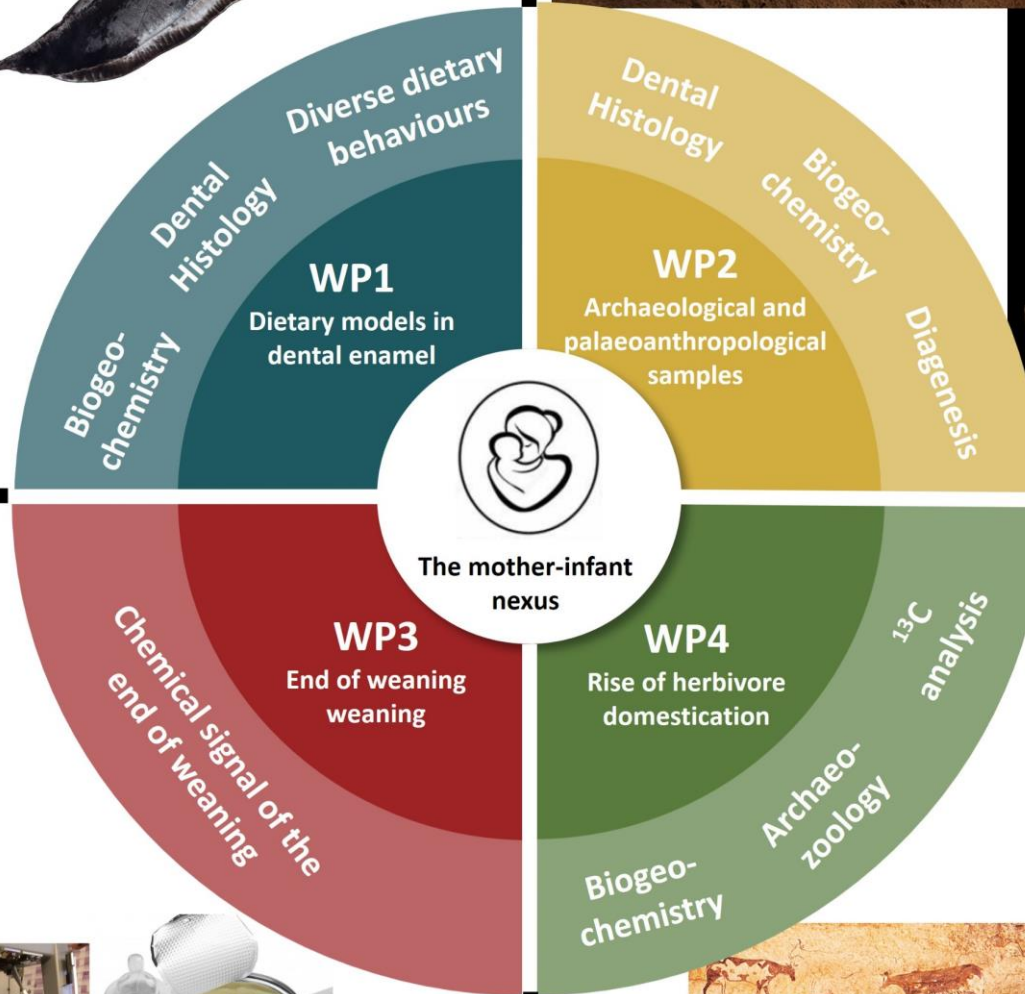 Diverse dietary
behaviours
Dental
Histology
Biogeo-
chemistry
WP1
Dietary models in
dental enamel
Dental
Histology
Biogeo-
chemistry
Diagenesis
WP2
Archaeological and
palaeoanthropological
samples
The mother-infant
nexus
WP3
End of weaning
weaning
Chemical signal of the
end of weaning
WP4
Rise of herbivore
domestication
¹³C
analysis
Archaeo-
zoology
Biogeo-
chemistry